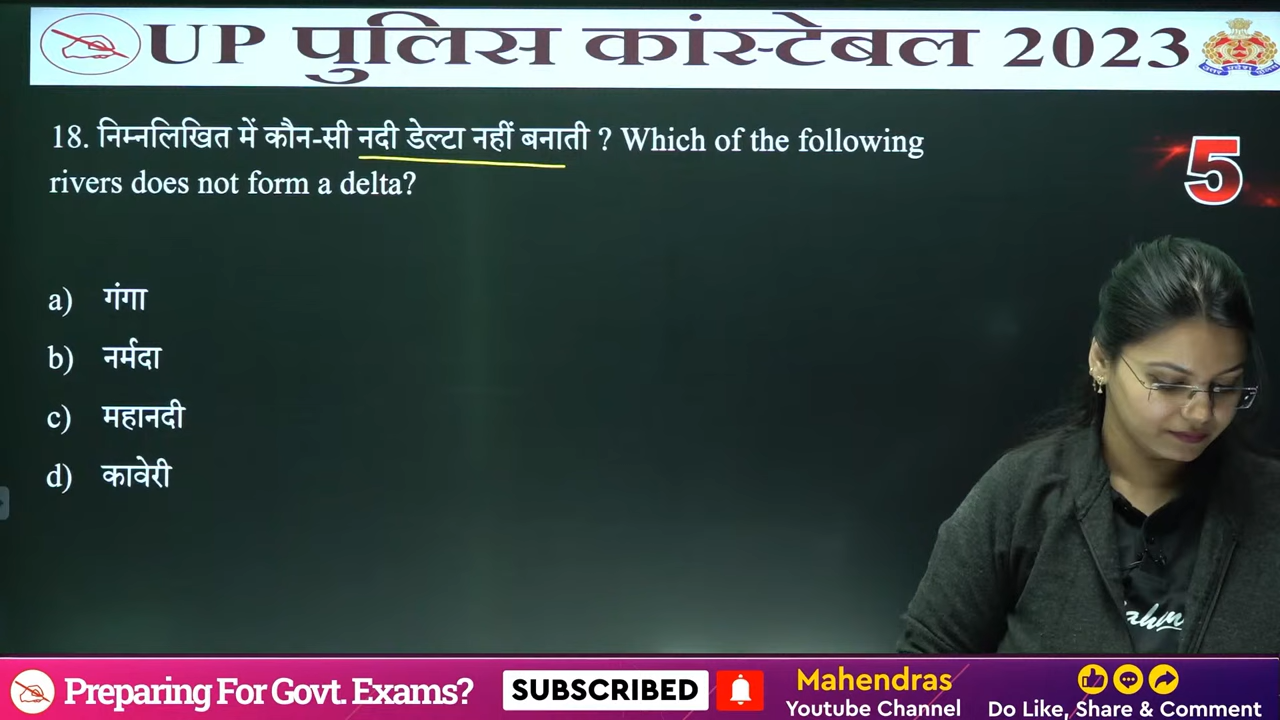 UP पुलिस कांस्टेबल 2023
18. निम्नलिखित में कौन-सी नदी डेल्टा नहीं बनाती ? Which of the following
rivers does not form a delta?
5
a) गंगा
b) नर्मदा
c) महानदी
d) कावेरी
Preparing For Govt. Exams?
SUBSCRIBED
Mahendras
Youtube Channel
Do Like, Share & Comment